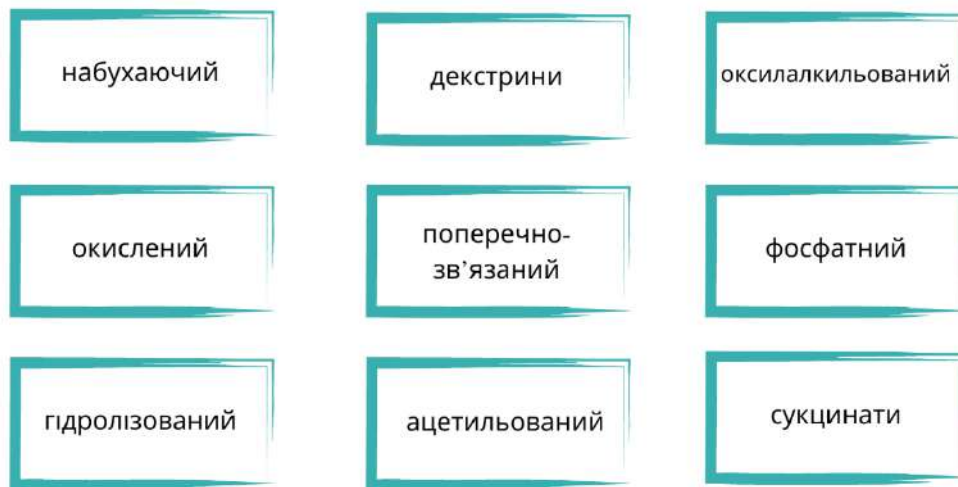 набухаючий
декстрини
оксилалкильований
окислений
поперечно-
зв’язаний
фосфатний
гідролізований
ацетильований
сукцинати